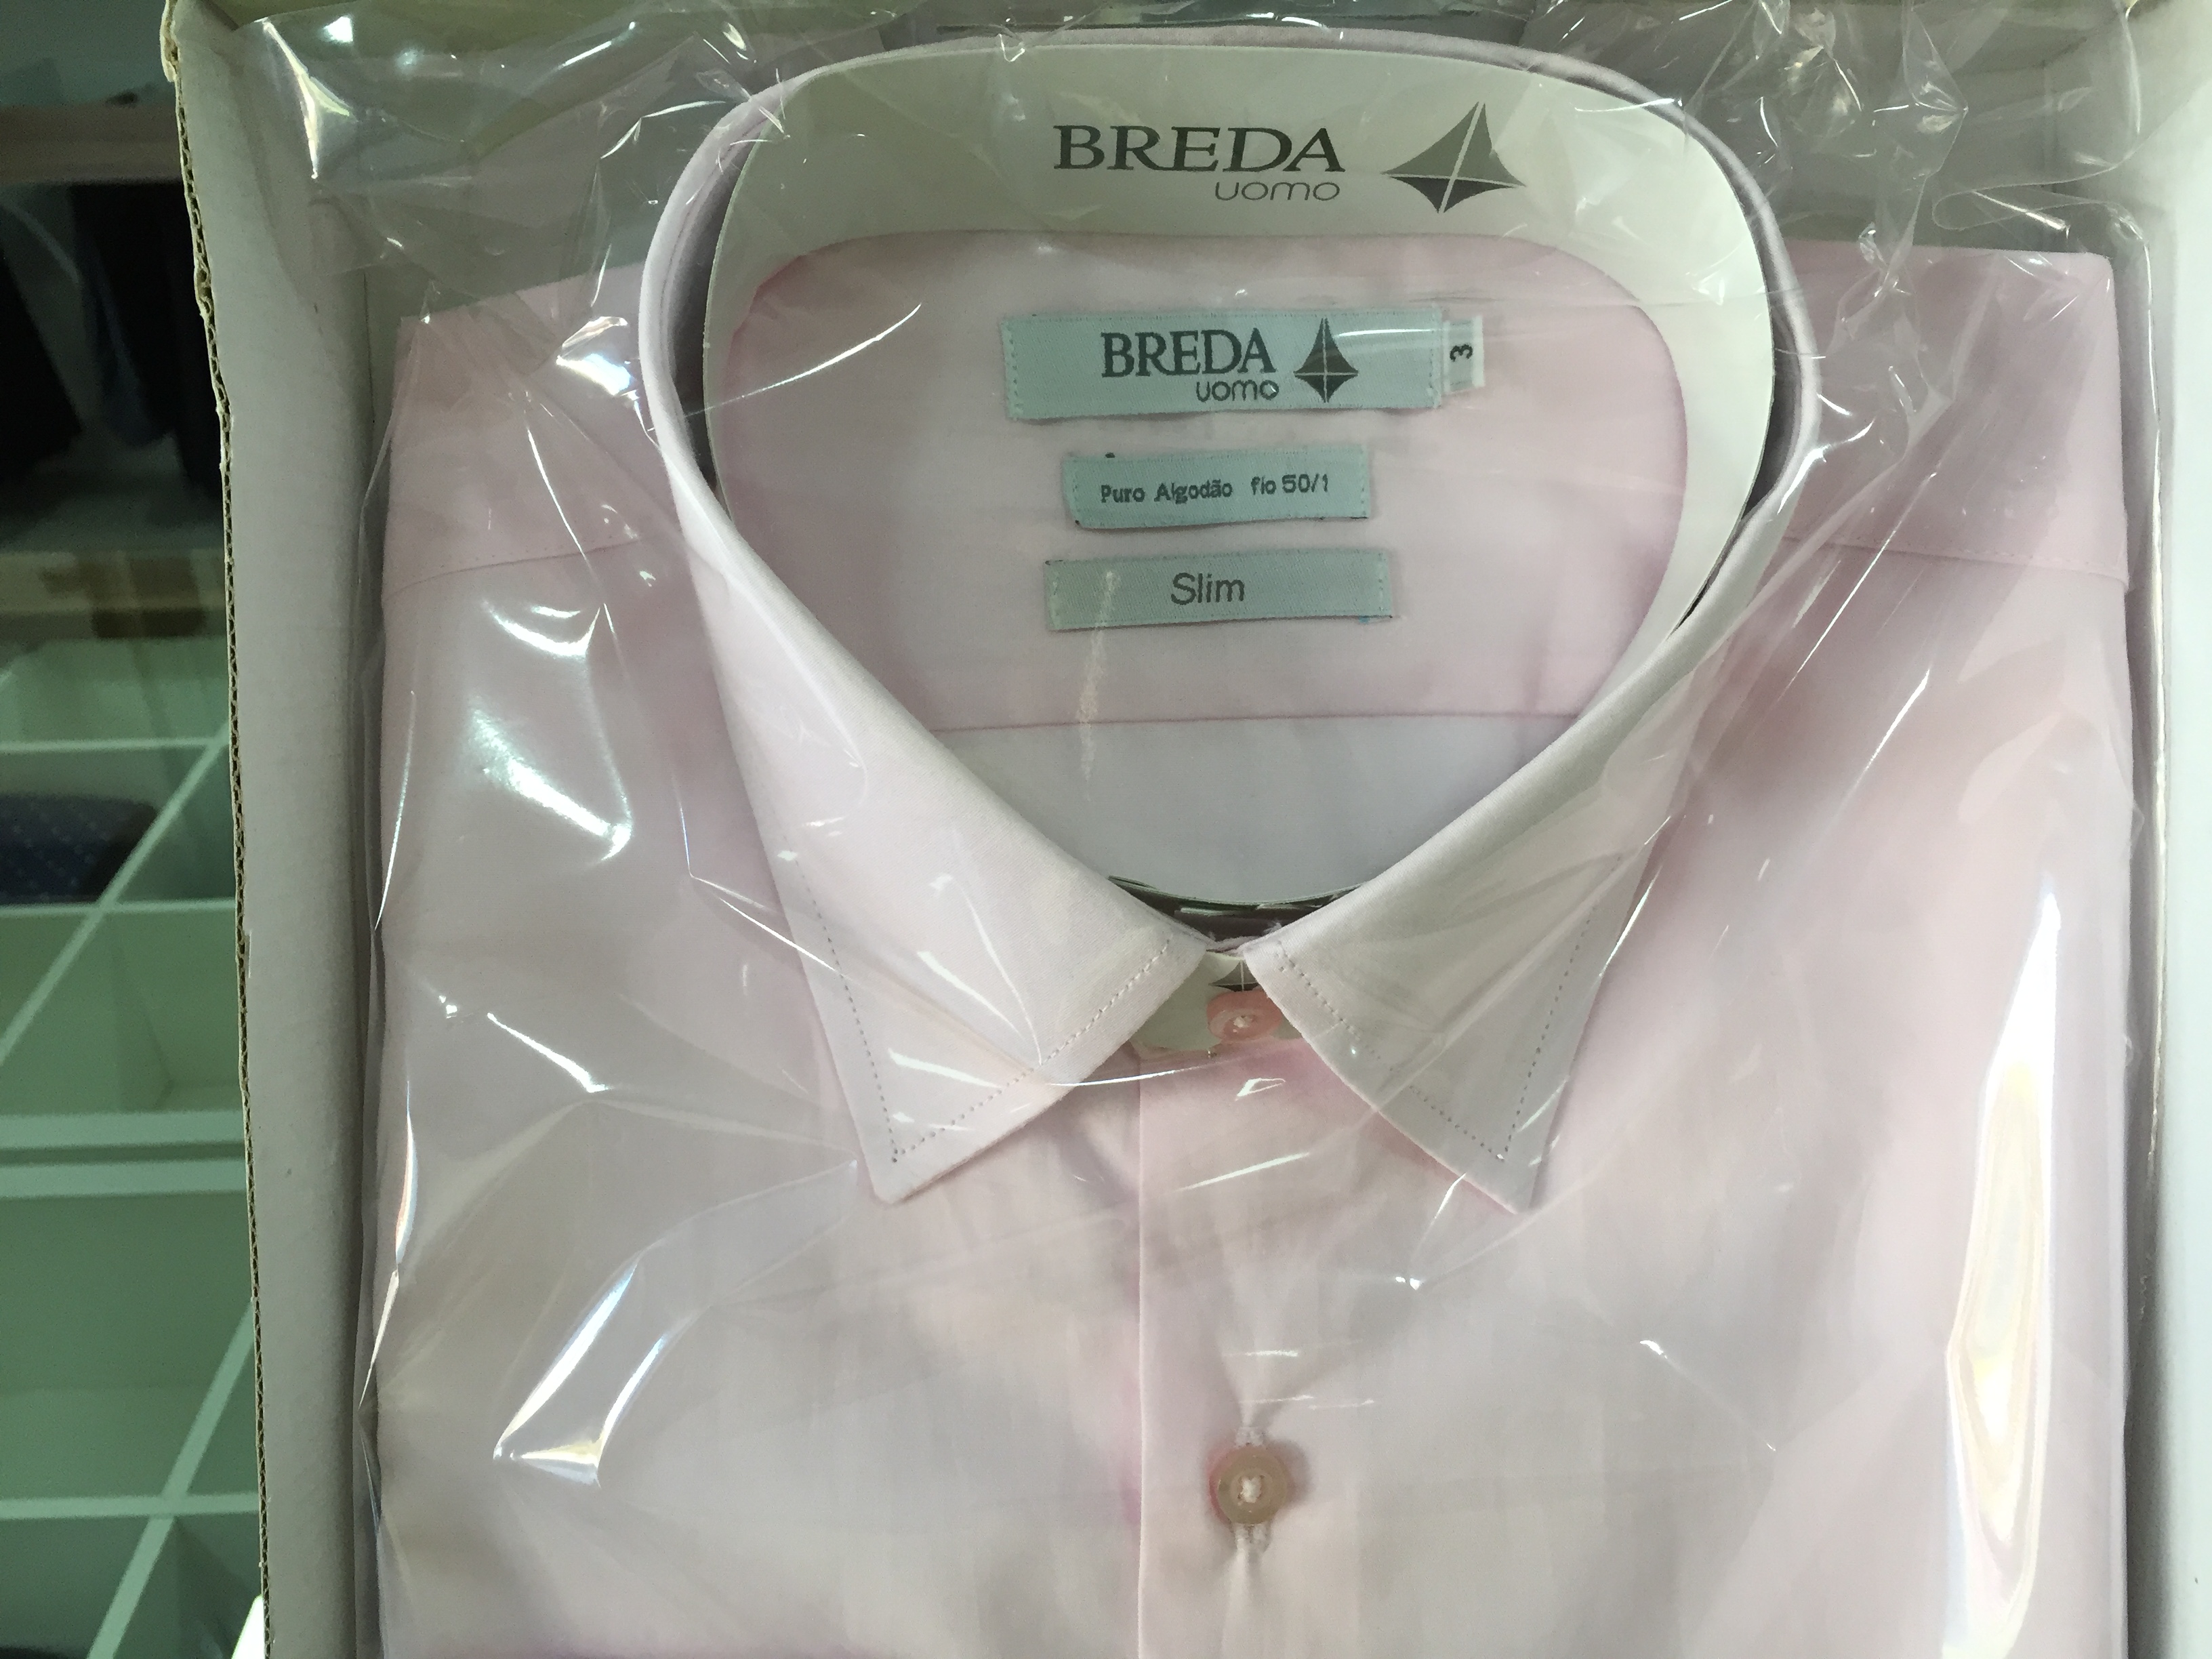 BREDA
uomo
BREDA
uomo
3
Puro Algodão fio 50/1
Slim